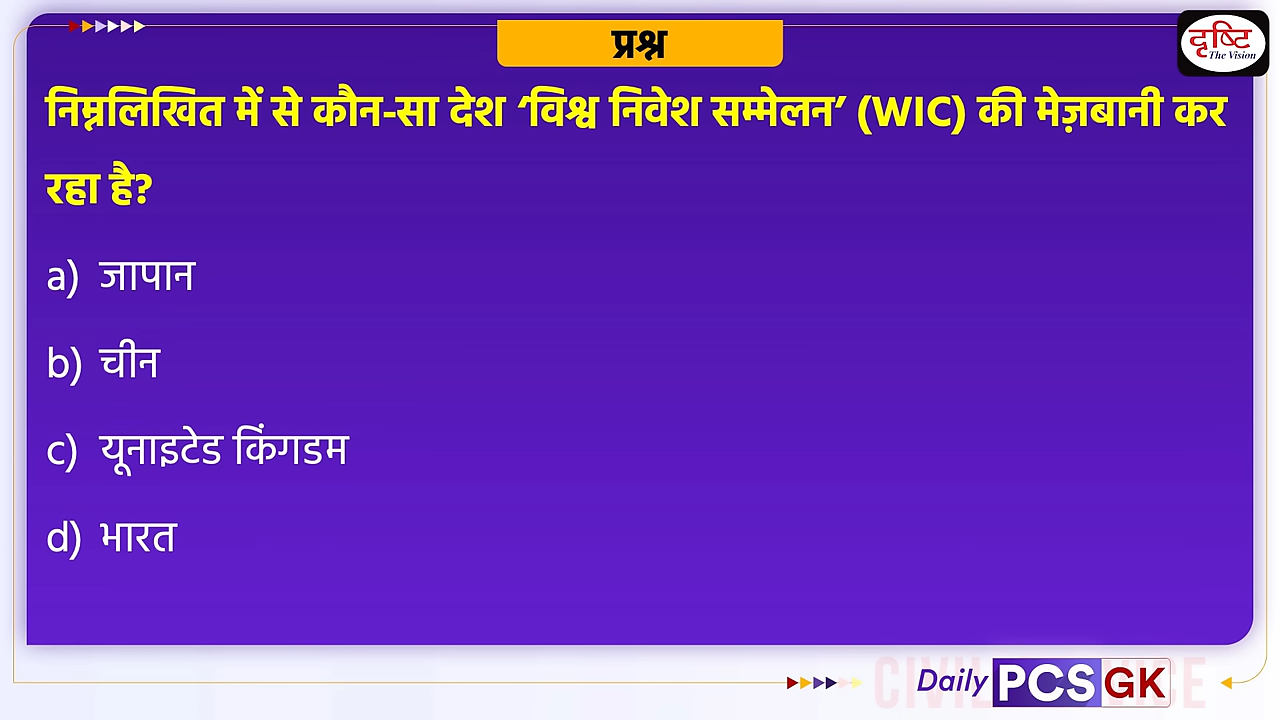 प्रश्न
दृष्टि
The Vision
निम्नलिखित में से कौन-सा देश ‘विश्व निवेश सम्मेलन’ (WIC) की मेज़बानी कर
रहा है?
a) जापान
b) चीन
c) यूनाइटेड किंगडम
d) भारत
Daily PCS GK